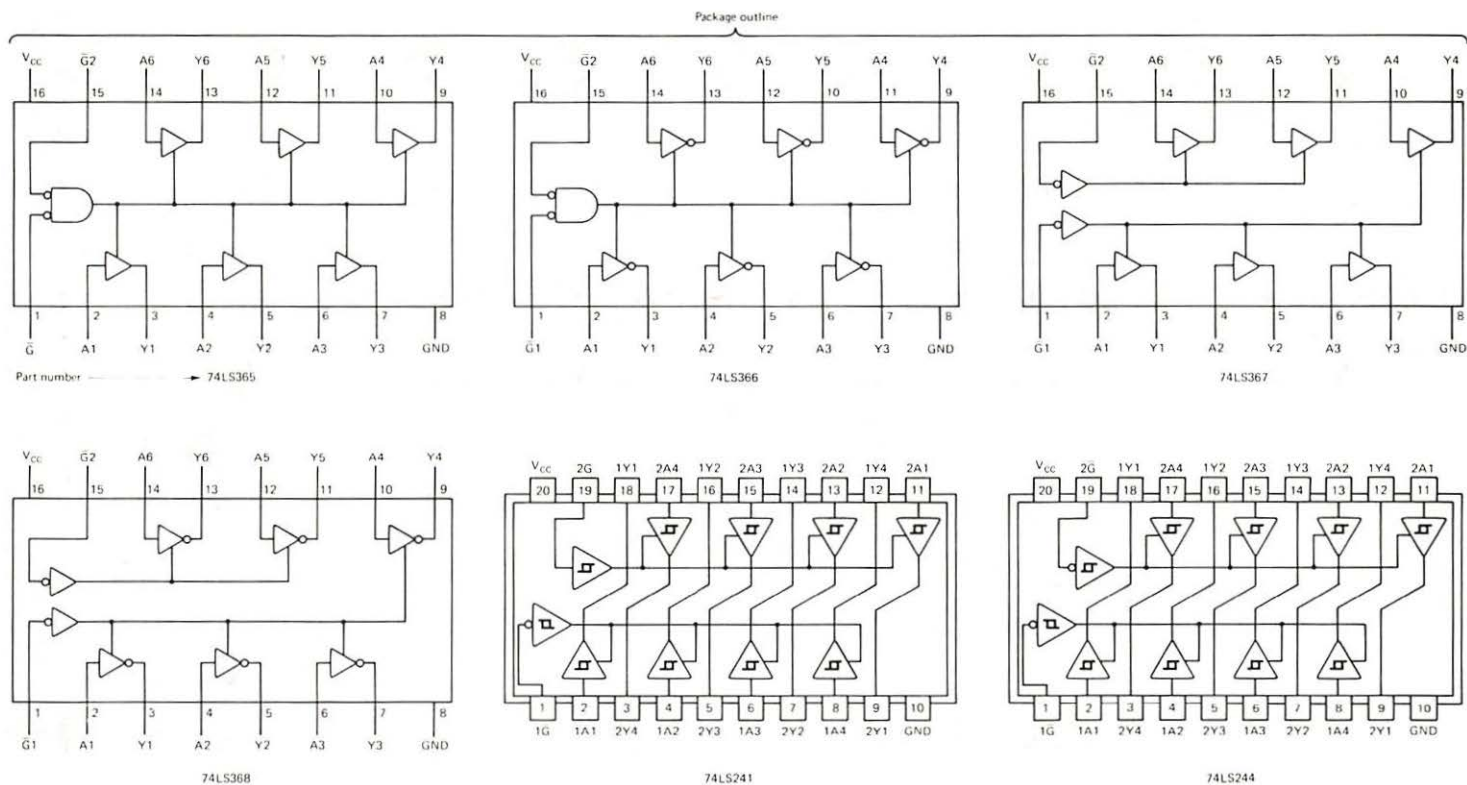 Package outline
Vcc G̅2 A6 Y6 A5 Y5 A4 Y4
16 15 14 13 12 11 10 9
1 2 3 4 5 6 7 8
G̅ A1 Y1 A2 Y2 A3 Y3 GND
Part number 74LS365
Vcc G̅2 A6 Y6 A5 Y5 A4 Y4
16 15 14 13 12 10 11 9
1 2 3 4 5 6 7 8
G̅1 A1 Y1 A2 Y2 A3 Y3 GND
74LS366
Vcc G̅2 A6 Y6 A5 Y5 A4 Y4
16 15 14 13 12 11 10 9
1 2 3 4 5 6 7 8
G1 A1 Y1 A2 Y2 A3 Y3 GND
74LS367
Vcc G̅2 A6 Y6 A5 Y5 A4 Y4
16 15 14 13 12 11 10 9
1 2 3 4 5 6 7 8
G̅1 A1 Y1 A2 Y2 A3 Y3 GND
74LS368
Vcc 2G 1Y1 2A4 1Y2 2A3 1Y3 2A2 1Y4 2A1
20 19 18 17 16 15 14 13 12 11
1 2 3 4 5 6 7 8 9 10
1G̅ 1A1 2Y4 1A2 2Y3 1A3 2Y2 1A4 2Y1 GND
74LS241
Vcc 2G̅ 1Y1 2A4 1Y2 2A3 1Y3 2A2 1Y4 2A1
20 19 18 17 16 15 14 13 12 11
1 2 3 4 5 6 7 8 9 10
1G̅ 1A1 2Y4 1A2 2Y3 1A3 2Y2 1A4 2Y1 GND
74LS244